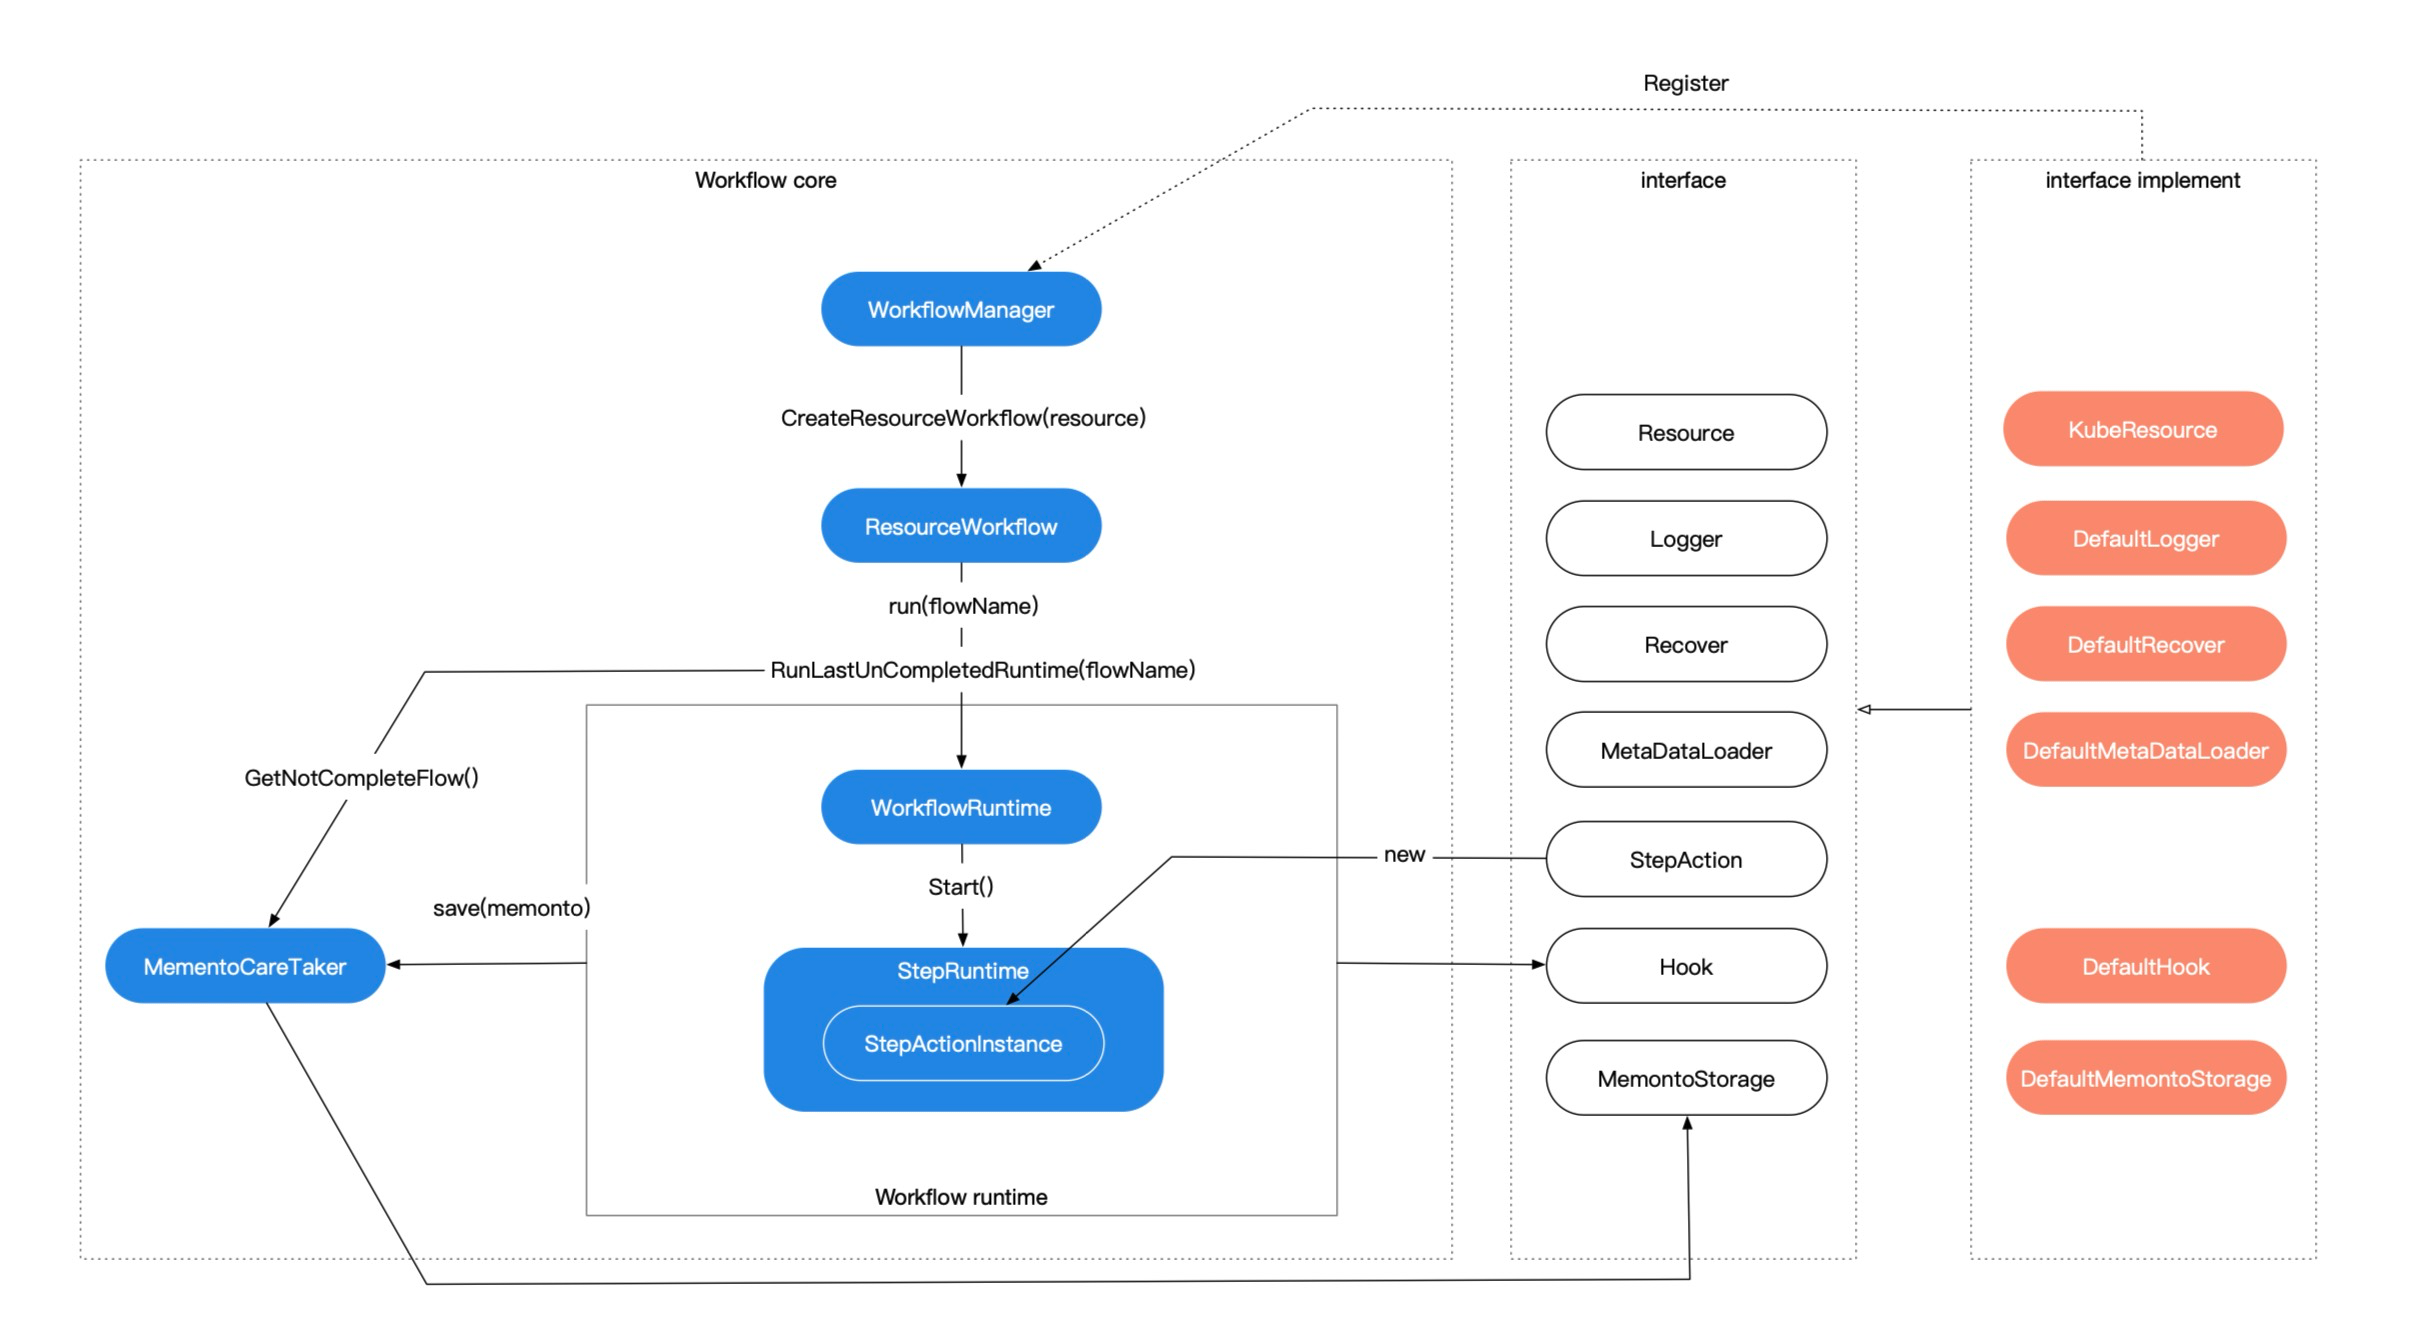 Register
Workflow core
interface
interface implement
WorkflowManager
CreateResourceWorkflow(resource)
Resource
KubeResource
ResourceWorkflow
Logger
DefaultLogger
run(flowName)
Recover
DefaultRecover
RunLastUnCompletedRuntime(flowName)
MetaDataLoader
DefaultMetaDataLoader
GetNotCompleteFlow()
WorkflowRuntime
new
StepAction
Start()
save(memonto)
MementoCareTaker
StepRuntime
Hook
DefaultHook
StepActionInstance
MemontoStorage
DefaultMemontoStorage
Workflow runtime